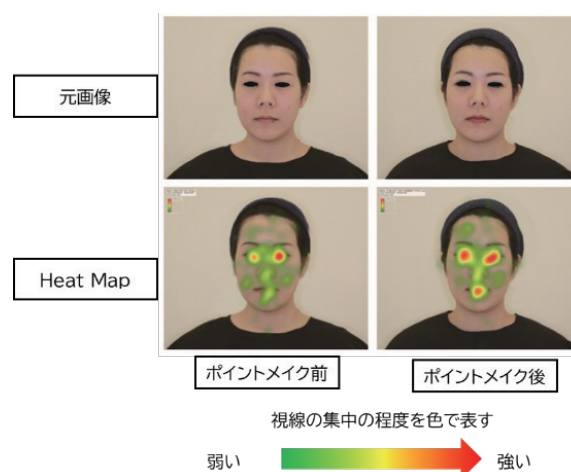 元画像
Heat Map
ポイントメイク前
ポイントメイク後
視線の集中の程度を色で表す
弱い
強い